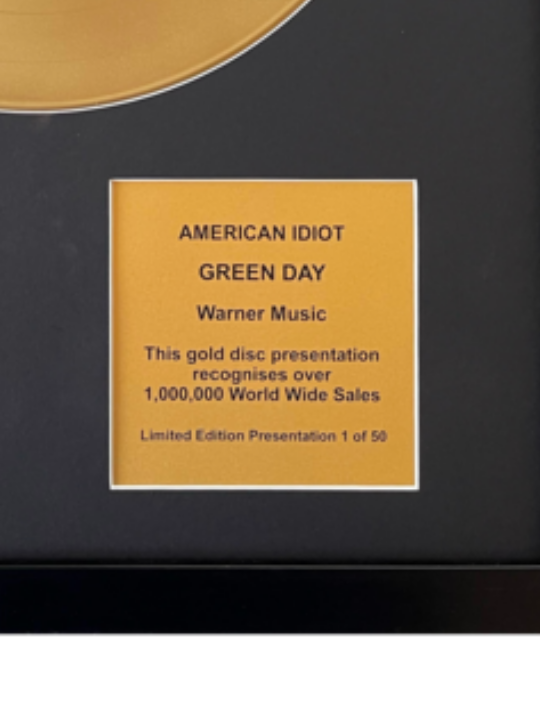 AMERICAN IDIOT
GREEN DAY
Warner Music
This gold disc presentation
recognises over
1,000,000 World Wide Sales
Limited Edition Presentation 1 of 50